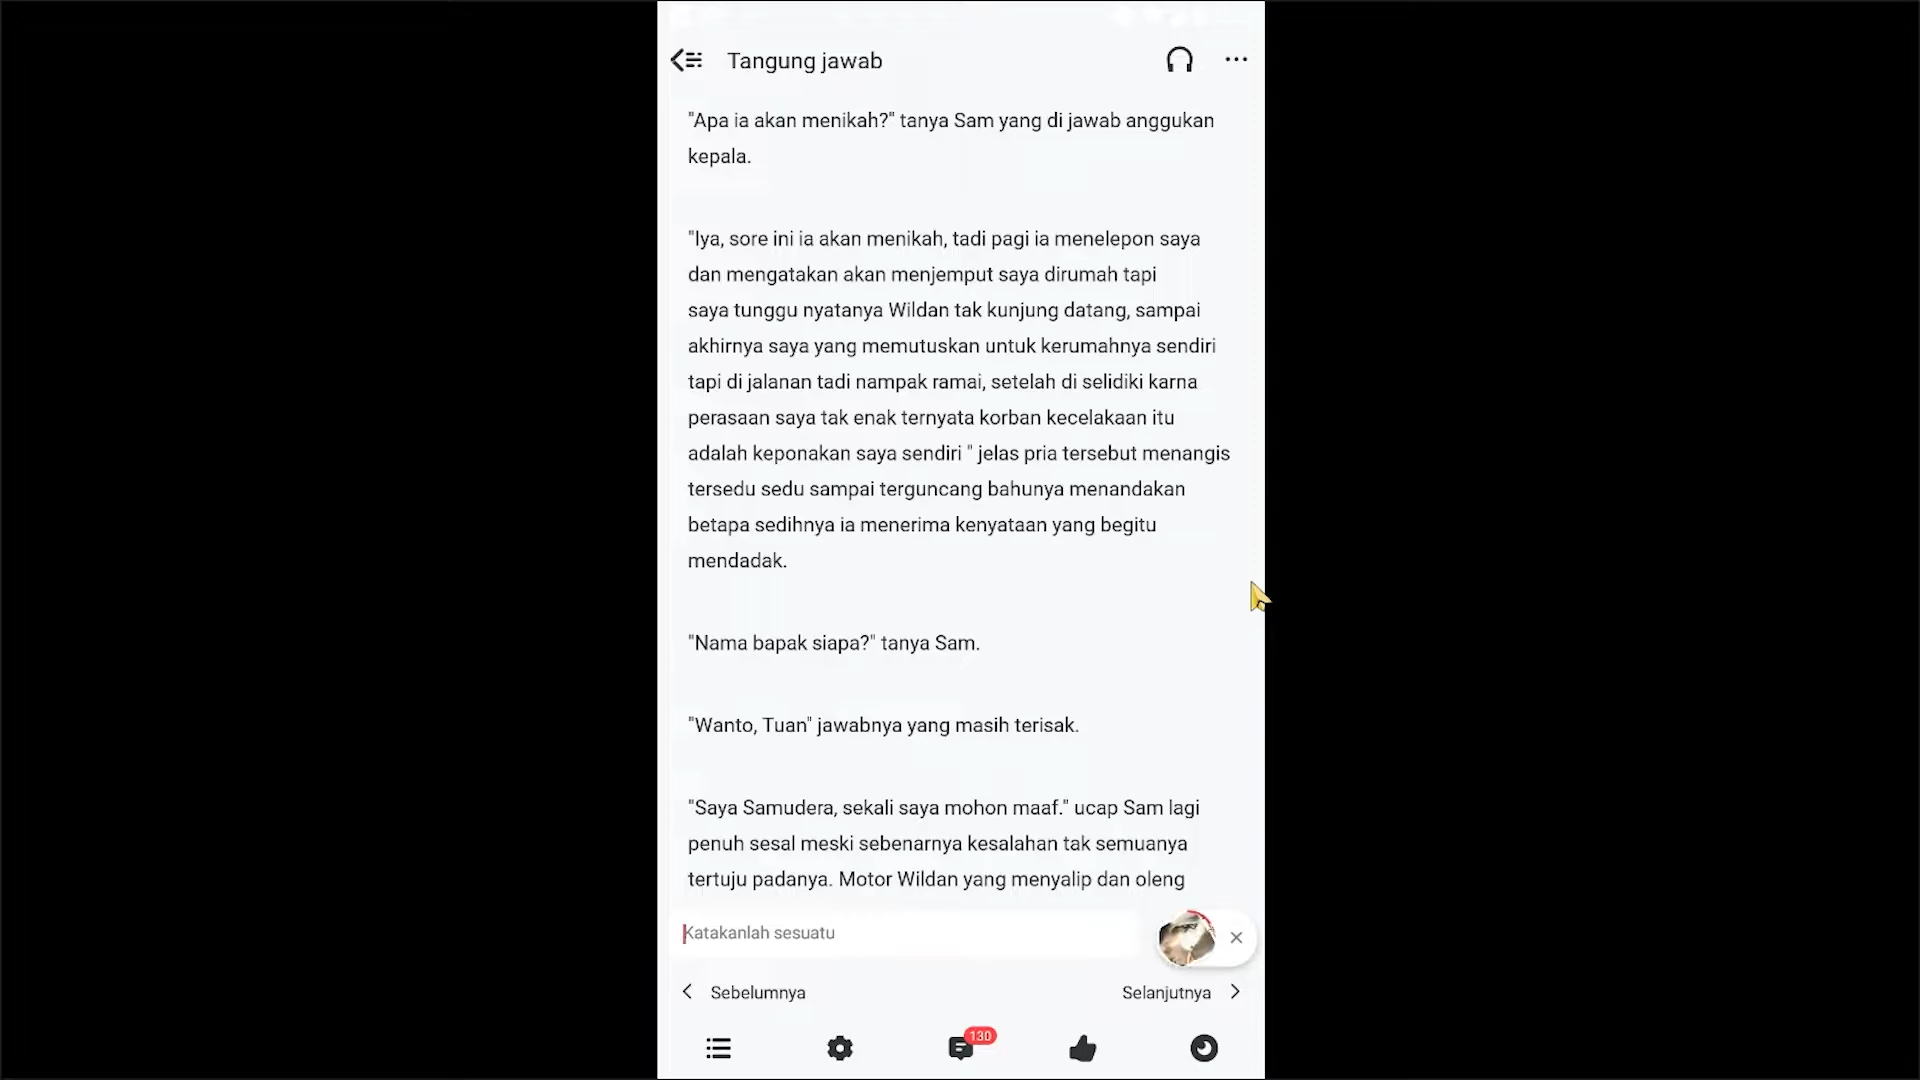 Tangung jawab
"Apa ia akan menikah?" tanya Sam yang di jawab anggukan
kepala.
"Iya, sore ini ia akan menikah, tadi pagi ia menelepon saya
dan mengatakan akan menjemput saya dirumah tapi
saya tunggu nyatanya Wildan tak kunjung datang, sampai
akhirnya saya yang memutuskan untuk kerumahnya sendiri
tapi di jalanan tadi nampak ramai, setelah di selidiki karna
perasaan saya tak enak ternyata korban kecelakaan itu
adalah keponakan saya sendiri " jelas pria tersebut menangis
tersedu sedu sampai terguncang bahunya menandakan
betapa sedihnya ia menerima kenyataan yang begitu
mendadak.
"Nama bapak siapa?" tanya Sam.
"Wanto, Tuan" jawabnya yang masih terisak.
"Saya Samudera, sekali saya mohon maaf." ucap Sam lagi
penuh sesal meski sebenarnya kesalahan tak semuanya
tertuju padanya. Motor Wildan yang menyalip dan oleng
Katakanlah sesuatu
Sebelumnya
Selanjutnya
130